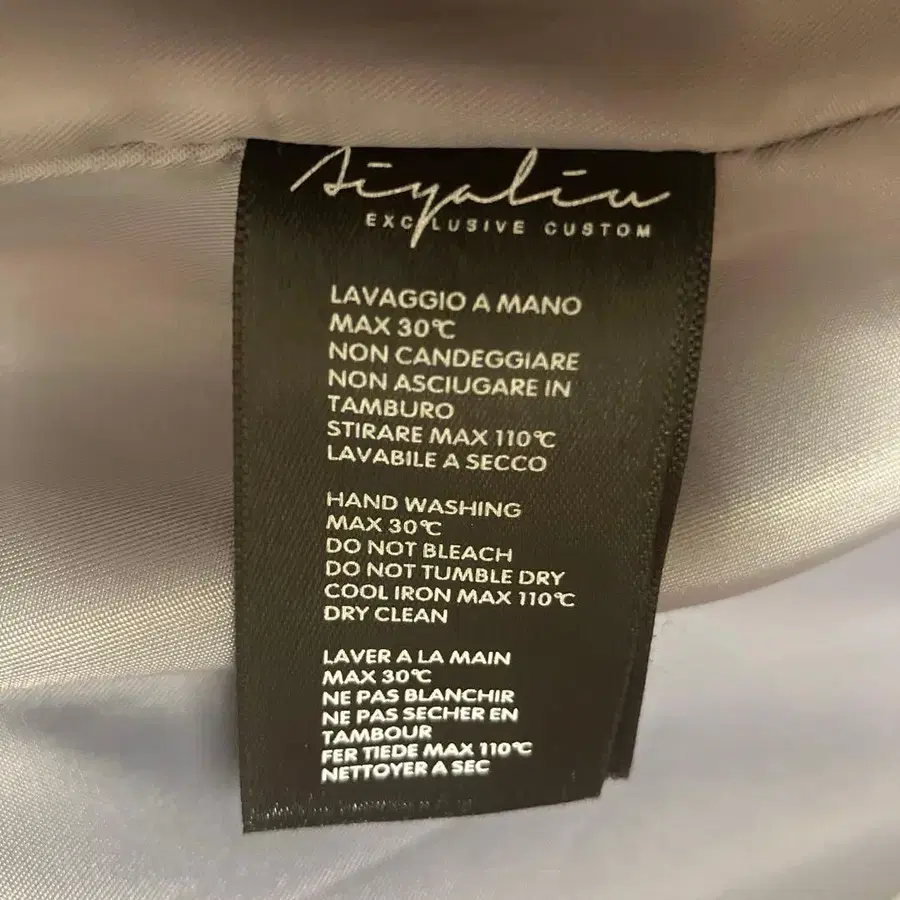 Siyaliu
EXCLUSIVE CUSTOM
LAVAGGIO A MANO
MAX 30℃
NON CANDEGGIARE
NON ASCIUGARE IN
TAMBURO
STIRARE MAX 110℃
LAVABILE A SECCO
HAND WASHING
MAX 30℃
DO NOT BLEACH
DO NOT TUMBLE DRY
COOL IRON MAX 110℃
DRY CLEAN
LAVER A LA MAIN
MAX 30℃
NE PAS BLANCHIR
NE PAS SECHER EN
TAMBOUR
FER TIEDE MAX 110℃
NETTOYER A SEC